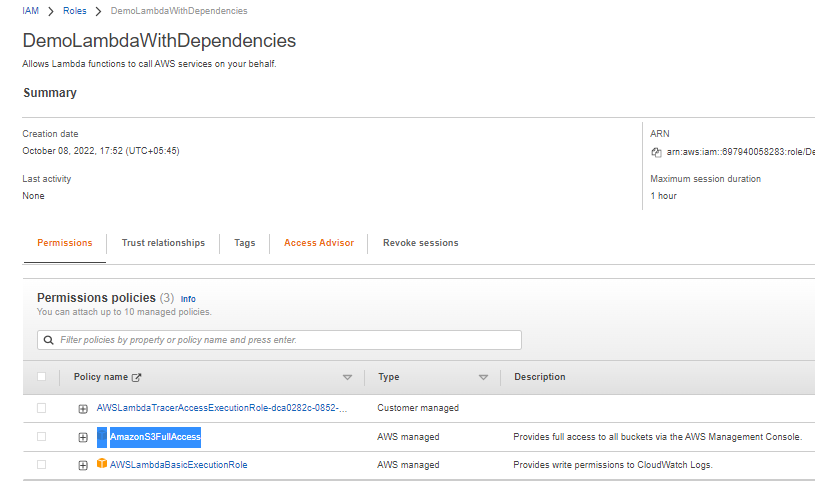 IAM > Roles > DemoLambdaWithDependencies
DemoLambdaWithDependencies
Allows Lambda functions to call AWS services on your behalf.
Summary
Creation date
October 08, 2022, 17:52 (UTC+05:45)
ARN
arn:aws:iam::697940058283:role/De
Last activity
None
Maximum session duration
1 hour
Permissions Trust relationships Tags Access Advisor Revoke sessions
Permissions policies (3) Info
You can attach up to 10 managed policies.
Filter policies by property or policy name and press enter.
Policy name Type Description
AWSLambdaTracerAccessExecutionRole-dca0282c-0852-... Customer managed
AmazonS3FullAccess AWS managed Provides full access to all buckets via the AWS Management Console.
AWSLambdaBasicExecutionRole AWS managed Provides write permissions to CloudWatch Logs.